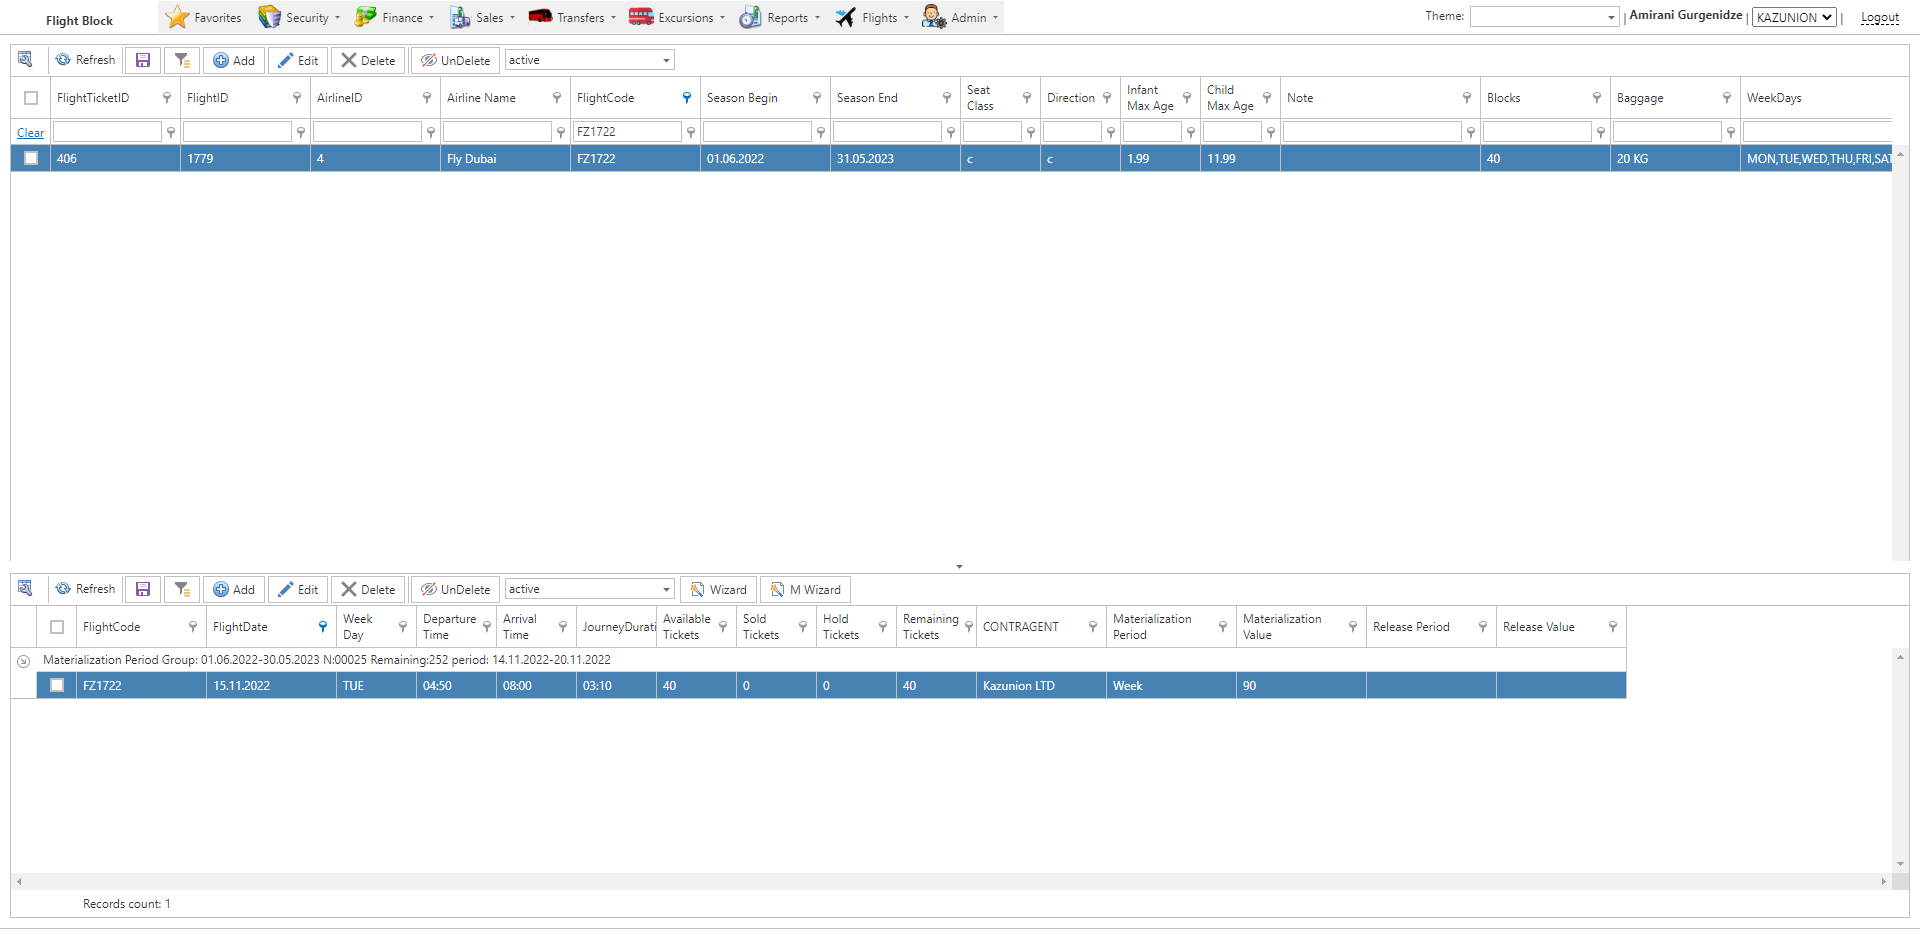 Flight Block
Favorites Security Finance Sales Transfers Excursions Reports Flights Admin
Theme: | Amirani Gurgenidze | KAZUNION | Logout
Refresh Add Edit Delete UnDelete active
FlightTicketID FlightID AirlineID Airline Name FlightCode Season Begin Season End Seat Class Direction Infant Max Age Child Max Age Note Blocks Baggage WeekDays
Clear FZ1722
406 1779 4 Fly Dubai FZ1722 01.06.2022 31.05.2023 c c 1.99 11.99 40 20 KG MON,TUE,WED,THU,FRI,SAT
Refresh Add Edit Delete UnDelete active Wizard M Wizard
FlightCode FlightDate Week Day Departure Time Arrival Time JourneyDurati Available Tickets Sold Tickets Hold Tickets Remaining Tickets CONTRAGENT Materialization Period Materialization Value Release Period Release Value
Materialization Period Group: 01.06.2022-30.05.2023 N:00025 Remaining:252 period: 14.11.2022-20.11.2022
FZ1722 15.11.2022 TUE 04:50 08:00 03:10 40 0 0 40 Kazunion LTD Week 90
Records count: 1